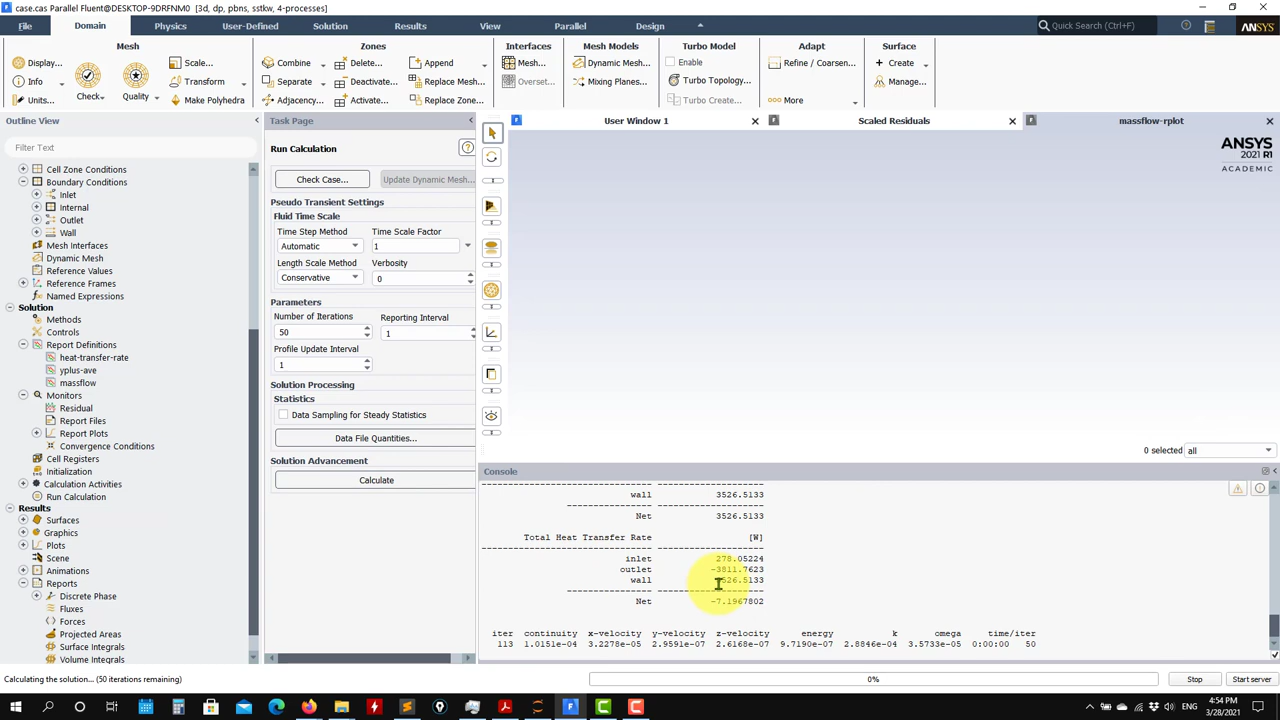 case.cas Parallel Fluent@DESKTOP-9DRFNM0 [3d, dp, pbns, sstkw, 4-processes]
File Domain Physics User-Defined Solution Results View Parallel Design Quick Search (Ctrl+F) ANSYS
Mesh Zones Interfaces Mesh Models Turbo Model Adapt Surface
Display... Scale... Combine Delete... Append Mesh... Dynamic Mesh... Enable Refine / Coarsen... Create
Info Check Quality Transform Separate Deactivate... Replace Mesh... Overset... Mixing Planes... Turbo Topology... Manage...
Units... Make Polyhedra Adjacency... Activate... Replace Zone... Turbo Create... More
Outline View
Filter Text
Cell Zone Conditions
Boundary Conditions
Inlet
Internal
Outlet
Wall
Mesh Interfaces
Dynamic Mesh
Reference Values
Reference Frames
Named Expressions
Solution
Methods
Controls
Report Definitions
heat-transfer-rate
yplus-ave
massflow
Monitors
Residual
Report Files
Report Plots
Convergence Conditions
Cell Registers
Initialization
Calculation Activities
Run Calculation
Results
Surfaces
Graphics
Plots
Scene
Animations
Reports
Discrete Phase
Fluxes
Forces
Projected Areas
Surface Integrals
Volume Integrals
Task Page
Run Calculation
Check Case... Update Dynamic Mesh...
Pseudo Transient Settings
Fluid Time Scale
Time Step Method Time Scale Factor
Automatic 1
Length Scale Method Verbosity
Conservative 0
Parameters
Number of Iterations Reporting Interval
50 1
Profile Update Interval
1
Solution Processing
Statistics
Data Sampling for Steady Statistics
Data File Quantities...
Solution Advancement
Calculate
User Window 1 Scaled Residuals massflow-rplot
ANSYS
2021 R1
ACADEMIC
0 selected all
Console
wall 3526.5133
Net 3526.5133
Total Heat Transfer Rate [W]
inlet 278.05224
outlet -3811.7623
wall 3526.5133
Net -7.1967802
iter continuity x-velocity y-velocity z-velocity energy k omega time/iter
113 1.0151e-04 3.2278e-05 2.9591e-07 2.6168e-07 9.7190e-07 2.8846e-04 3.5733e-05 0:00:00 50
Calculating the solution... (50 iterations remaining) 0% Stop Start server
ENG 4:54 PM
3/28/2021